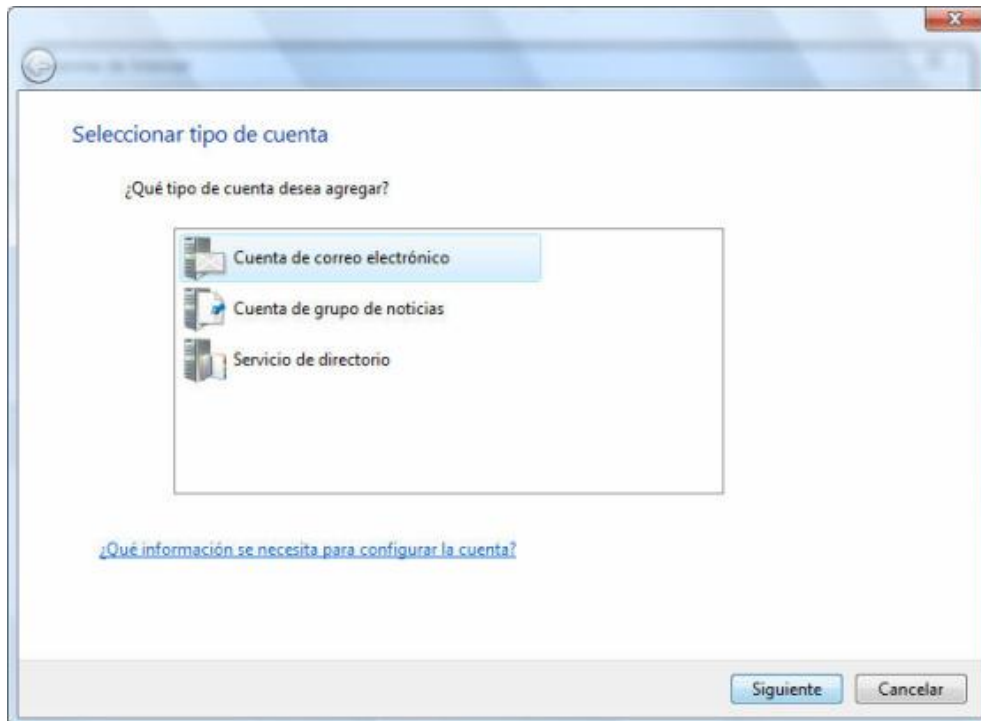 Seleccionar tipo de cuenta
¿Qué tipo de cuenta desea agregar?
Cuenta de correo electrónico
Cuenta de grupo de noticias
Servicio de directorio
¿Qué información se necesita para configurar la cuenta?
Siguiente
Cancelar